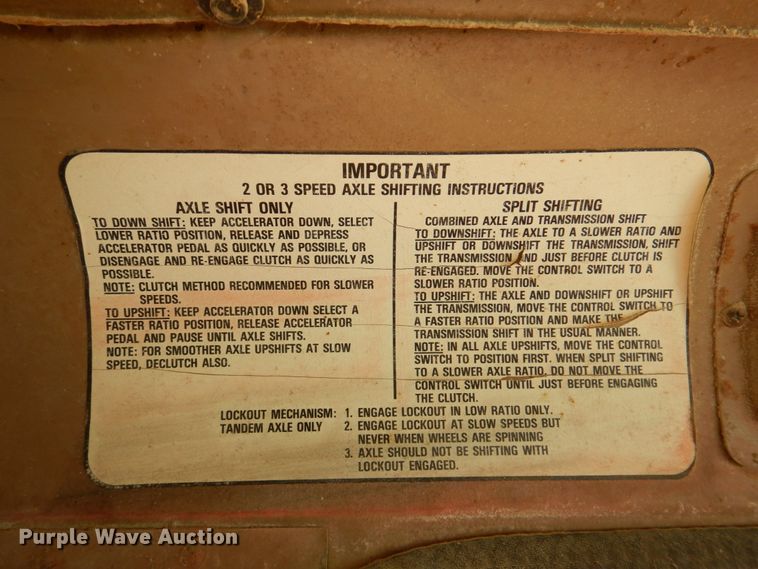 IMPORTANT
2 OR 3 SPEED AXLE SHIFTING INSTRUCTIONS
AXLE SHIFT ONLY
TO DOWN SHIFT: KEEP ACCELERATOR DOWN, SELECT
LOWER RATIO POSITION, RELEASE AND DEPRESS
ACCELERATOR PEDAL AS QUICKLY AS POSSIBLE, OR
DISENGAGE AND RE-ENGAGE CLUTCH AS QUICKLY AS
POSSIBLE.
NOTE: CLUTCH METHOD RECOMMENDED FOR SLOWER
SPEEDS.
TO UPSHIFT: KEEP ACCELERATOR DOWN SELECT A
FASTER RATIO POSITION, RELEASE ACCELERATOR
PEDAL AND PAUSE UNTIL AXLE SHIFTS.
NOTE: FOR SMOOTHER AXLE UPSHIFTS AT SLOW
SPEED, DECLUTCH ALSO.
SPLIT SHIFTING
COMBINED AXLE AND TRANSMISSION SHIFT
TO DOWNSHIFT: THE AXLE TO A SLOWER RATIO AND
UPSHIFT OR DOWNSHIFT THE TRANSMISSION, SHIFT
THE TRANSMISSION AND JUST BEFORE CLUTCH IS
RE-ENGAGED. MOVE THE CONTROL SWITCH TO A
SLOWER RATIO POSITION.
TO UPSHIFT: THE AXLE AND DOWNSHIFT OR UPSHIFT
THE TRANSMISSION, MOVE THE CONTROL SWITCH TO
A FASTER RATIO POSITION AND MAKE THE
TRANSMISSION SHIFT IN THE USUAL MANNER.
NOTE: IN ALL AXLE UPSHIFTS, MOVE THE CONTROL
SWITCH TO POSITION FIRST. WHEN SPLIT SHIFTING
TO A SLOWER AXLE RATIO, DO NOT MOVE THE
CONTROL SWITCH UNTIL JUST BEFORE ENGAGING
THE CLUTCH.
LOCKOUT MECHANISM: 1. ENGAGE LOCKOUT IN LOW RATIO ONLY.
TANDEM AXLE ONLY 2. ENGAGE LOCKOUT AT SLOW SPEEDS BUT
NEVER WHEN WHEELS ARE SPINNING
3. AXLE SHOULD NOT BE SHIFTING WITH
LOCKOUT ENGAGED.
Purple Wave Auction